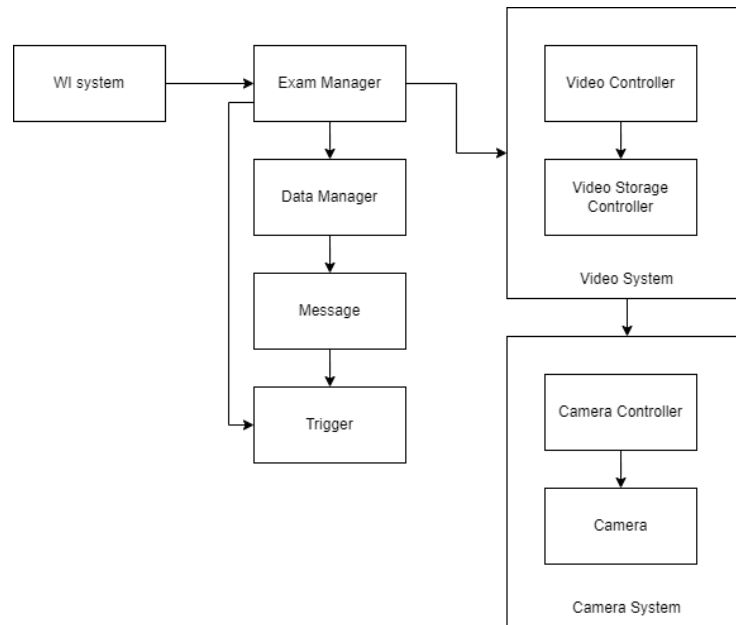 WI system
Exam Manager
Data Manager
Message
Trigger
Video Controller
Video Storage
Controller
Video System
Camera Controller
Camera
Camera System